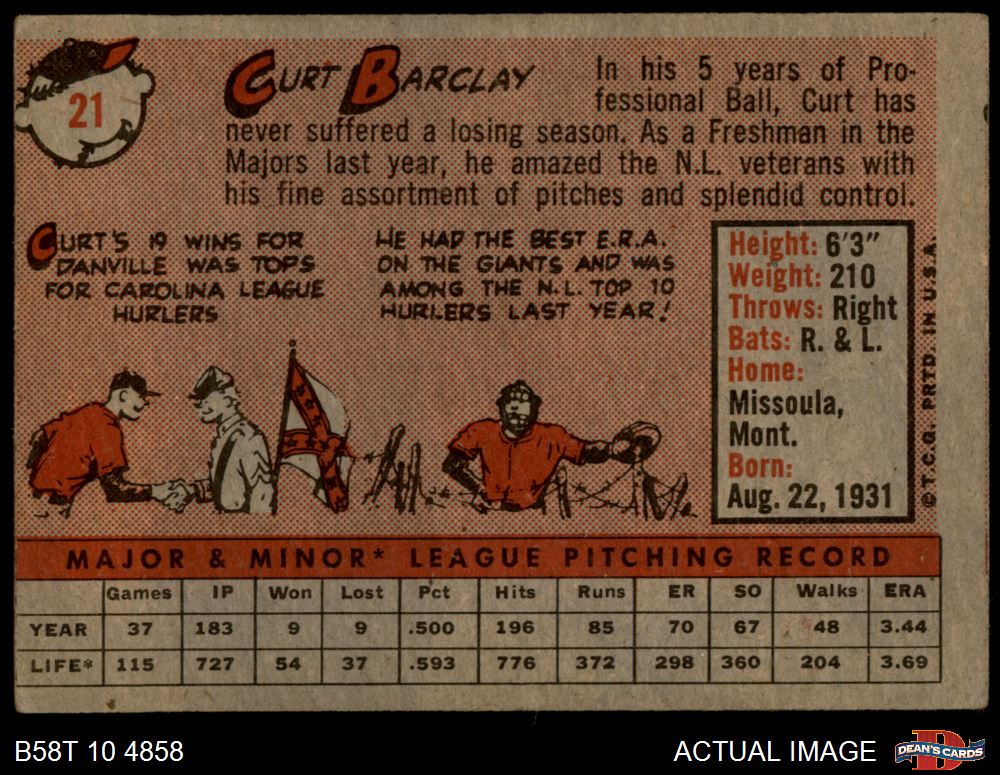 21
CURT BARCLAY
In his 5 years of Pro-
fessional Ball, Curt has
never suffered a losing season. As a Freshman in the
Majors last year, he amazed the N.L. veterans with
his fine assortment of pitches and splendid control.
CURT'S 19 WINS FOR
DANVILLE WAS TOPS
FOR CAROLINA LEAGUE
HURLERS
HE HAD THE BEST E.R.A.
ON THE GIANTS AND WAS
AMONG THE N.L. TOP 10
HURLERS LAST YEAR!
Height: 6'3"
Weight: 210
Throws: Right
Bats: R. & L.
Home:
Missoula,
Mont.
Born:
Aug. 22, 1931
©T.C.G. PRTD. IN U.S.A.
MAJOR & MINOR* LEAGUE PITCHING RECORD
Games IP Won Lost Pct Hits Runs ER SO Walks ERA
YEAR 37 183 9 9 .500 196 85 70 67 48 3.44
LIFE* 115 727 54 37 .593 776 372 298 360 204 3.69
B58T 10 4858
ACTUAL IMAGE
DEAN'S CARDS